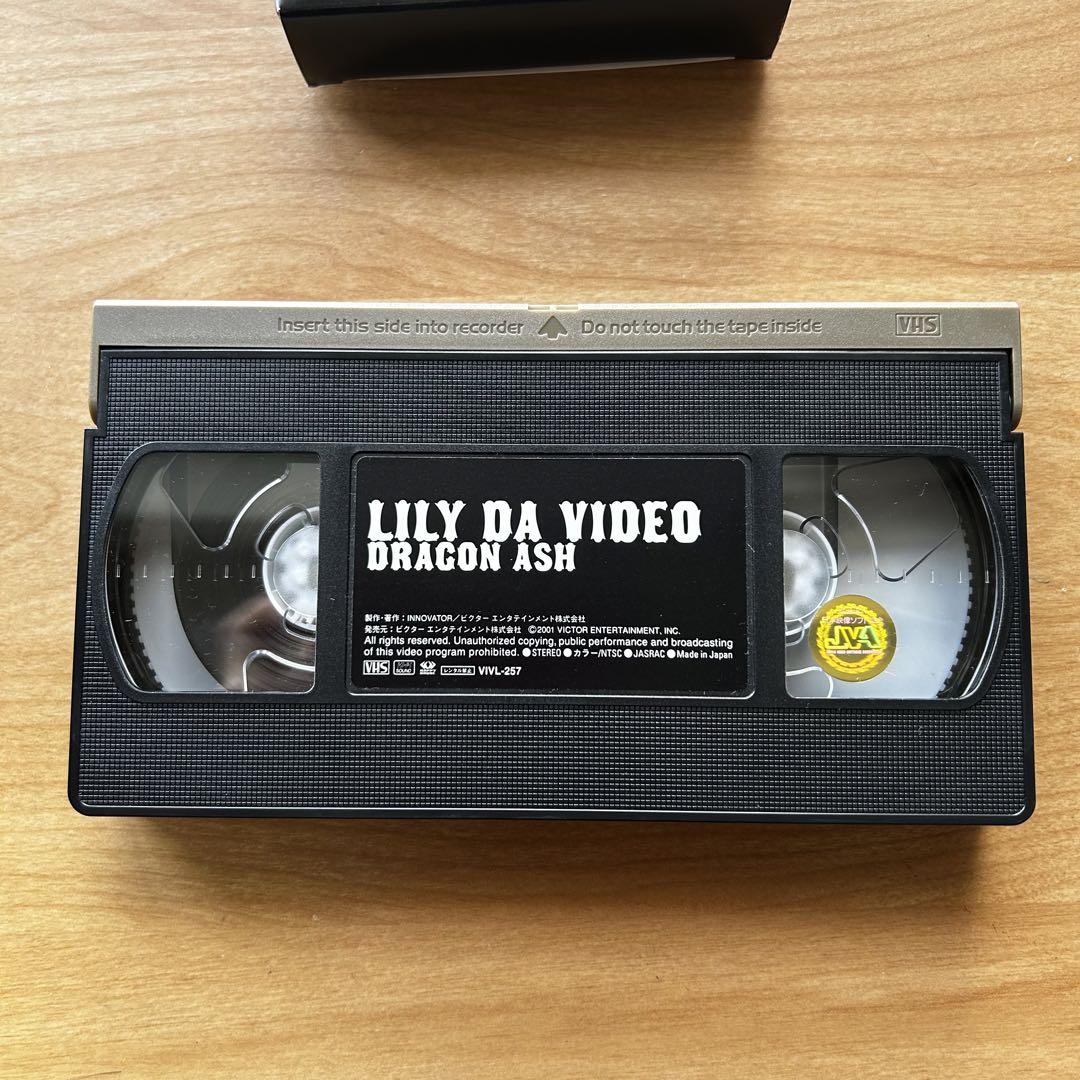 Insert this side into recorder Do not touch the tape inside VHS
LILY DA VIDEO
DRAGON ASH
製作・著作：INNOVATOR／ビクター エンタテインメント株式会社
発売元：ビクター エンタテインメント株式会社 ©2001 VICTOR ENTERTAINMENT, INC.
All rights reserved. Unauthorized copying, public performance and broadcasting
of this video program prohibited. ●STEREO ●カラー/NTSC ●JASRAC ●Made in Japan
VHS Hi-Fi SOUND レンタル禁止 VIVL-257
JVA